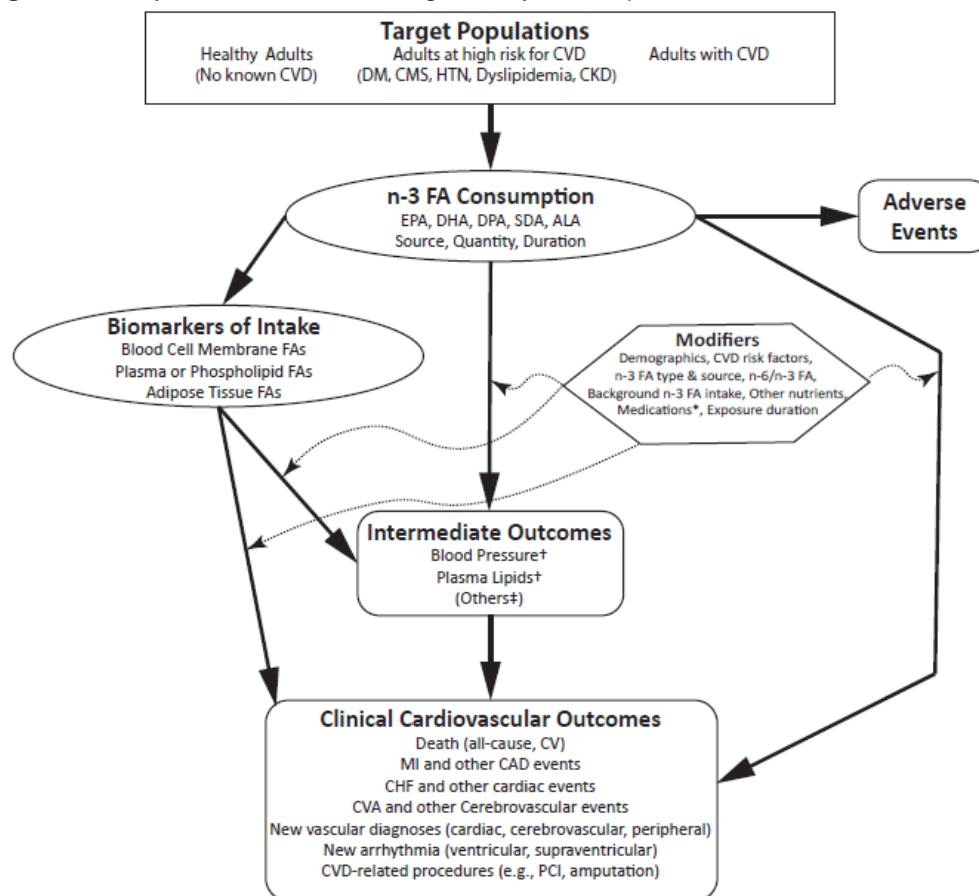 Target Populations
Healthy Adults
(No known CVD)
Adults at high risk for CVD
(DM, CMS, HTN, Dyslipidemia, CKD)
Adults with CVD
n-3 FA Consumption
EPA, DHA, DPA, SDA, ALA
Source, Quantity, Duration
Adverse
Events
Biomarkers of Intake
Blood Cell Membrane FAs
Plasma or Phospholipid FAs
Adipose Tissue FAs
Modifiers
Demographics, CVD risk factors,
n-3 FA type & source, n-6/n-3 FA,
Background n-3 FA intake, Other nutrients,
Medications*, Exposure duration
Intermediate Outcomes
Blood Pressure†
Plasma Lipids†
(Others‡)
Clinical Cardiovascular Outcomes
Death (all-cause, CV)
MI and other CAD events
CHF and other cardiac events
CVA and other Cerebrovascular events
New vascular diagnoses (cardiac, cerebrovascular, peripheral)
New arrhythmia (ventricular, supraventricular)
CVD-related procedures (e.g., PCI, amputation)